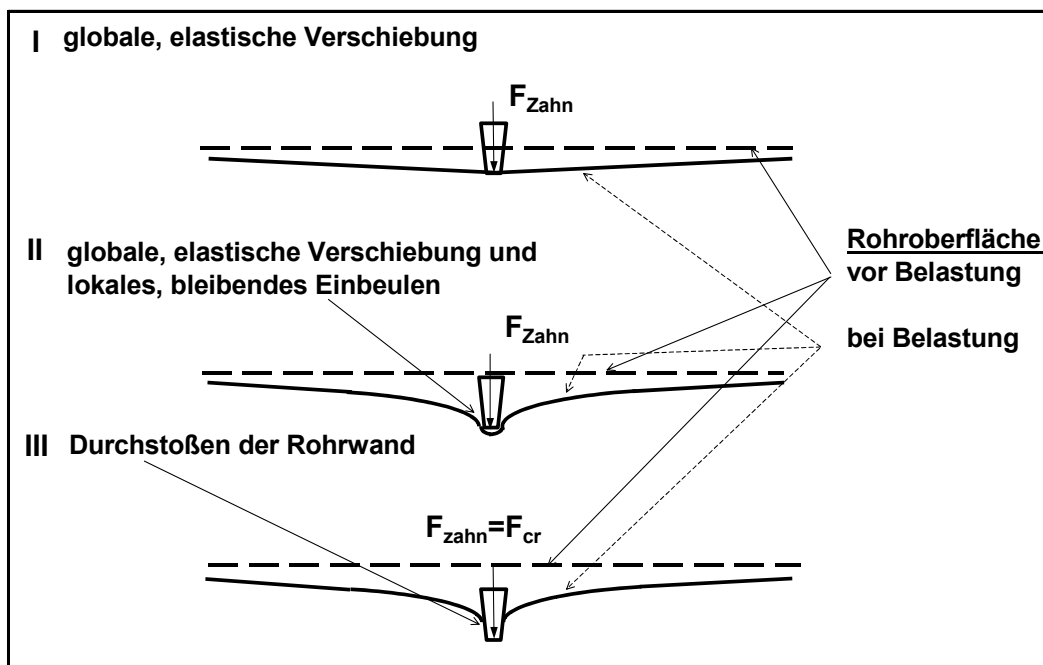 I globale, elastische Verschiebung
F_Zahn
II globale, elastische Verschiebung und
lokales, bleibendes Einbeulen
Rohroberfläche
vor Belastung
F_Zahn
bei Belastung
III Durchstoßen der Rohrwand
F_zahn=F_cr